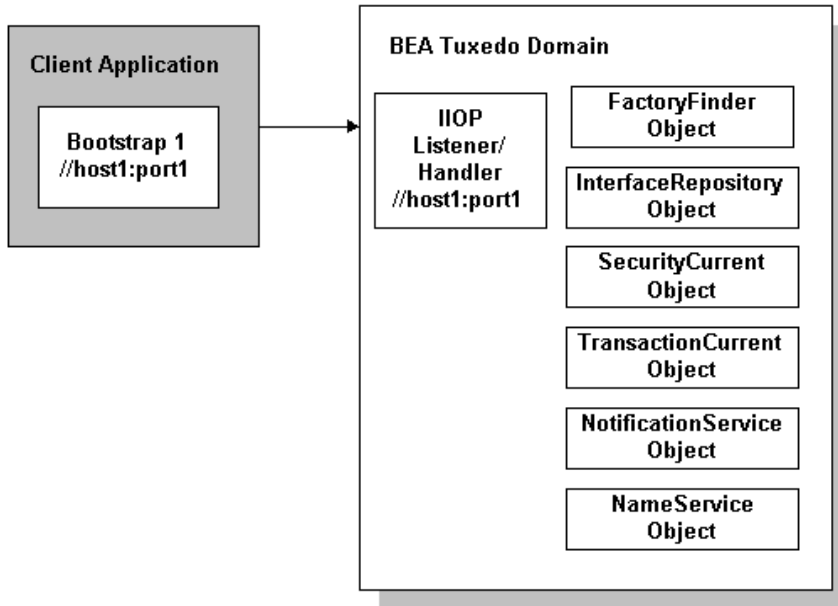 Client Application
Bootstrap 1
//host1:port1
BEA Tuxedo Domain
IIOP
Listener/
Handler
//host1:port1
FactoryFinder
Object
InterfaceRepository
Object
SecurityCurrent
Object
TransactionCurrent
Object
NotificationService
Object
NameService
Object